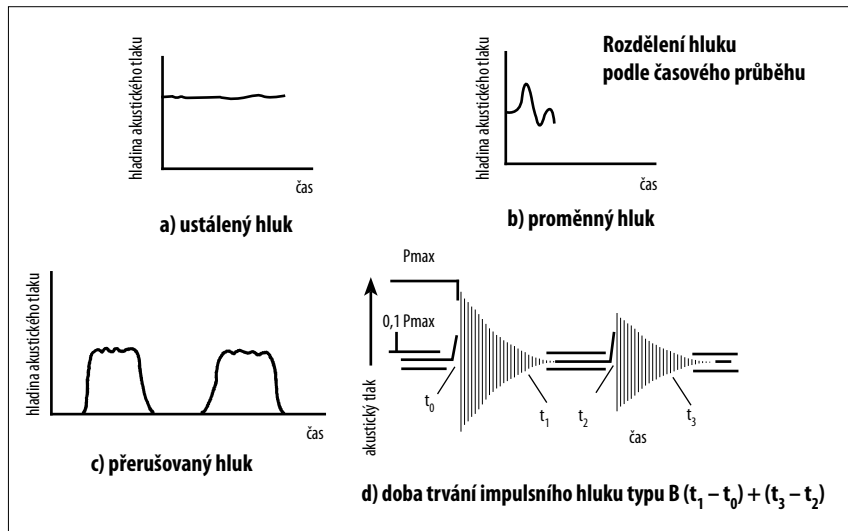 Rozdělení hluku
podle časového průběhu
hladina akustického tlaku
čas
a) ustálený hluk
hladina akustického tlaku
čas
b) proměnný hluk
hladina akustického tlaku
čas
c) přerušovaný hluk
Pmax
0,1 Pmax
akustický tlak
t₀
t₁
t₂
t₃
čas
d) doba trvání impulsního hluku typu B (t₁ – t₀) + (t₃ – t₂)